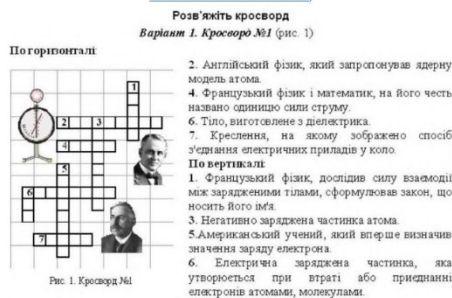 Розв'яжіть кросворд
Варіант 1. Кросворд №1 (рис. 1)
По горизонталі:
2. Англійський фізик, який запропонував ядерну
модель атома.
4. Французький фізик і математик, на його честь
названо одиницю сили струму.
6. Тіло, виготовлене з діелектрика.
7. Креслення, на якому зображено спосіб
з'єднання електричних приладів у коло.
По вертикалі:
1. Французький фізик, дослідив силу взаємодії
між зарядженими тілами, сформулював закон, що
носить його ім'я.
3. Негативно заряджена частинка атома.
5.Американський учений, який вперше визначив
значення заряду електрона.
6. Електрична заряджена частинка, яка
утворюється при втраті або приєднанні
електронів атомами, молекулами.
1
2
3
4
5
6
7
Рис. 1. Кросворд №1